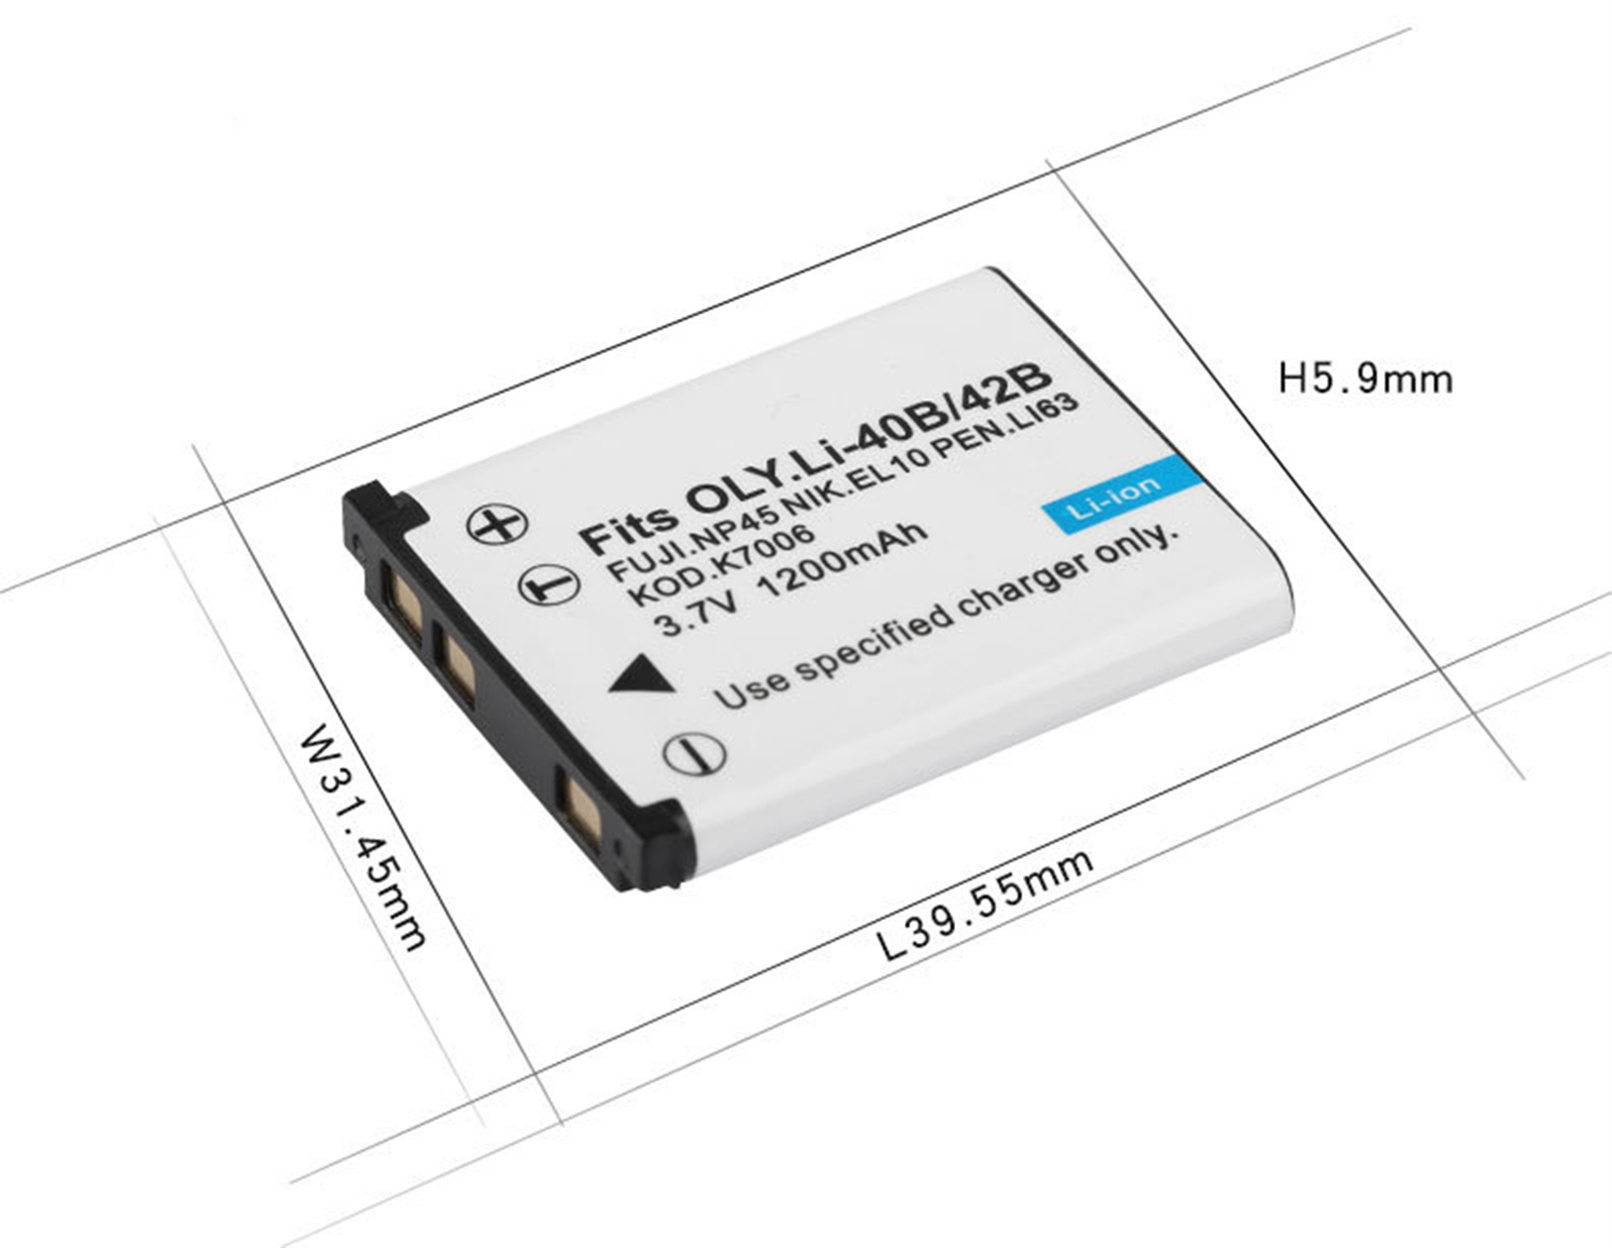 H5.9mm
Fits OLY.Li-40B/42B
FUJI.NP45 NIK.EL10 PEN.LI63
KOD.K7006
3.7V 1200mAh
Li-ion
Use specified charger only.
+
T
−
W31.45mm
L39.55mm